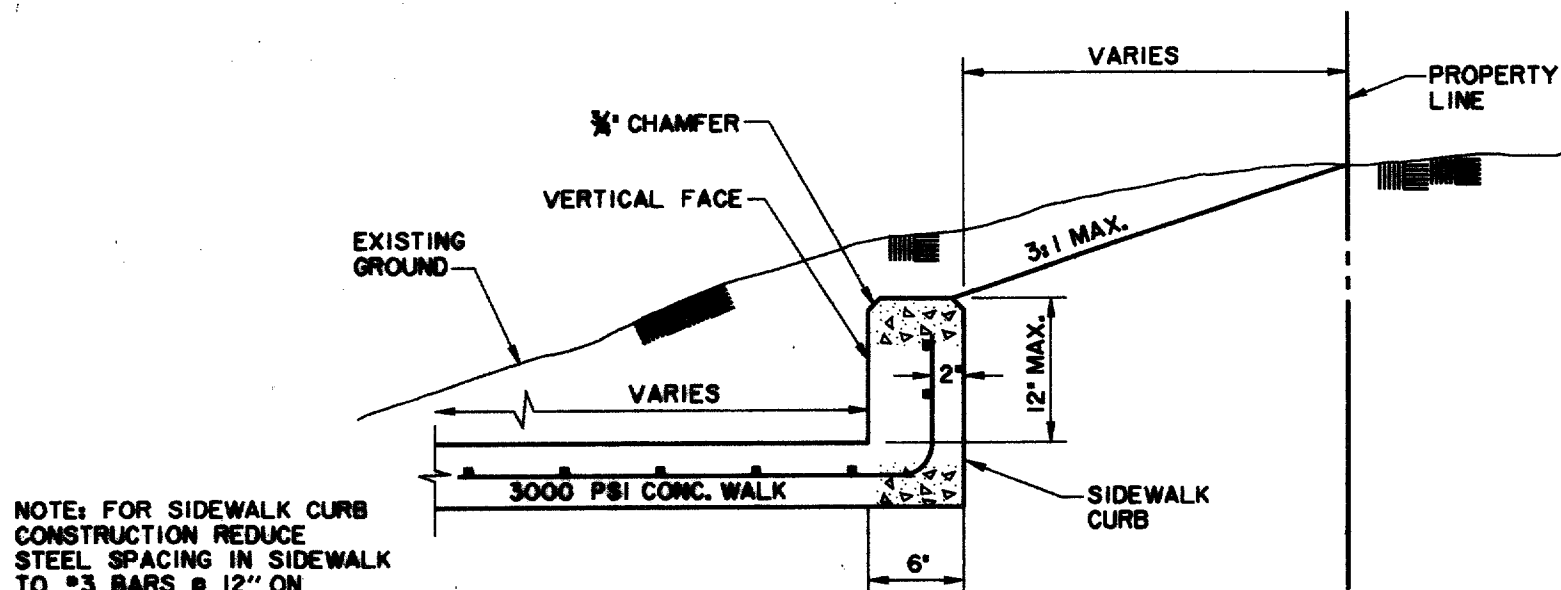 VARIES
PROPERTY
LINE
¾" CHAMFER
VERTICAL FACE
EXISTING
GROUND
3:1 MAX.
2"
12" MAX.
VARIES
3000 PSI CONC. WALK
SIDEWALK
CURB
6"
NOTE: FOR SIDEWALK CURB
CONSTRUCTION REDUCE
STEEL SPACING IN SIDEWALK
TO #3 BARS @ 12" ON